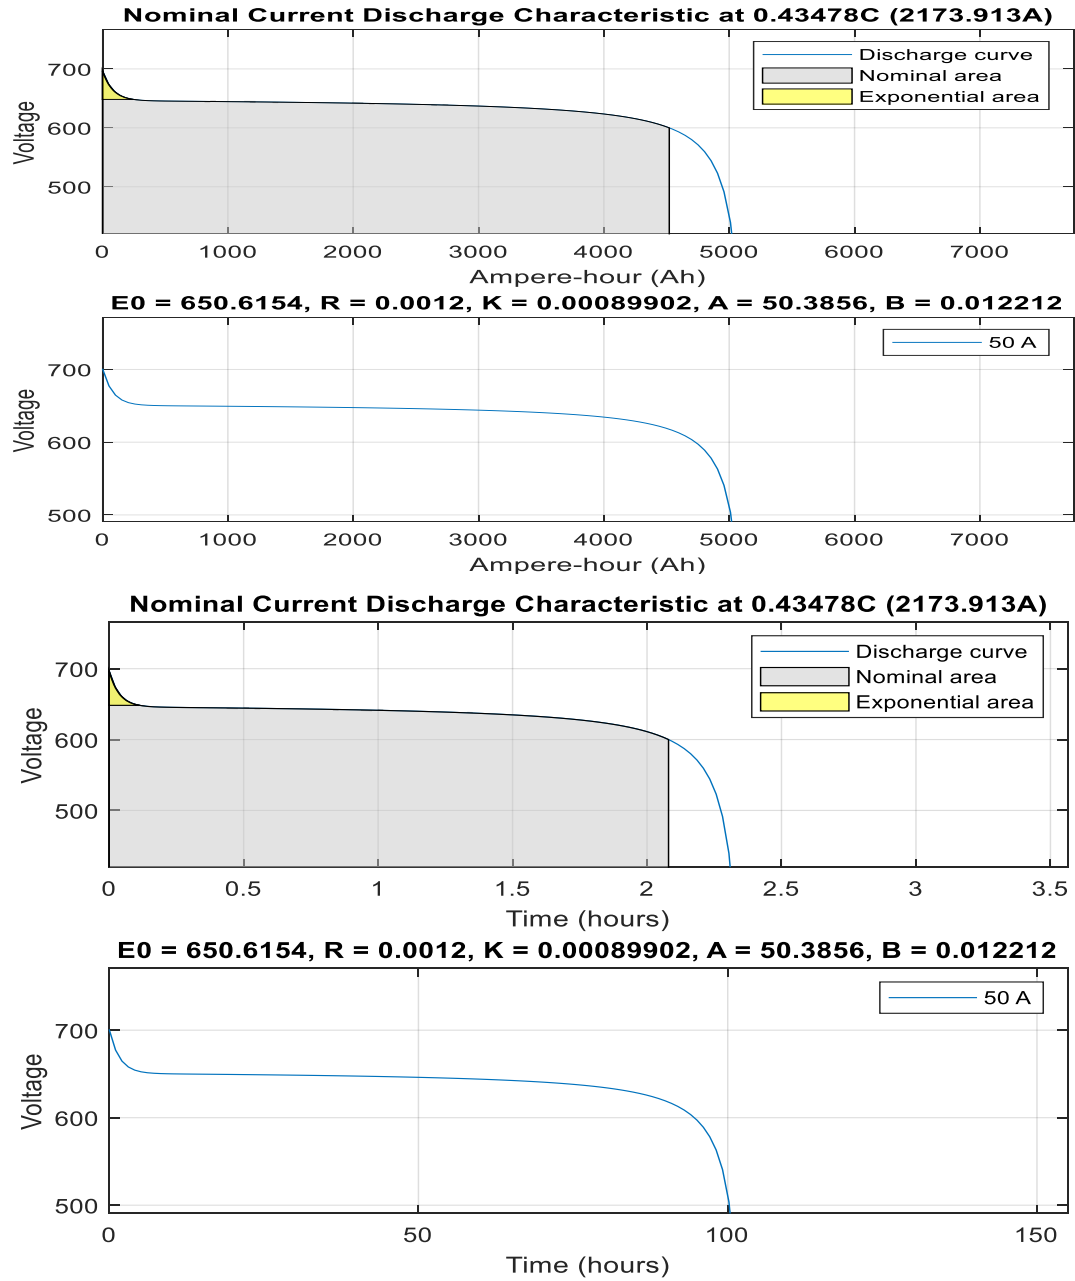 Nominal Current Discharge Characteristic at 0.43478C (2173.913A)
Voltage
700
600
500
Discharge curve
Nominal area
Exponential area
0 1000 2000 3000 4000 5000 6000 7000
Ampere-hour (Ah)
E0 = 650.6154, R = 0.0012, K = 0.00089902, A = 50.3856, B = 0.012212
Voltage
700
600
500
50 A
0 1000 2000 3000 4000 5000 6000 7000
Ampere-hour (Ah)
Nominal Current Discharge Characteristic at 0.43478C (2173.913A)
Voltage
700
600
500
Discharge curve
Nominal area
Exponential area
0 0.5 1 1.5 2 2.5 3 3.5
Time (hours)
E0 = 650.6154, R = 0.0012, K = 0.00089902, A = 50.3856, B = 0.012212
Voltage
700
600
500
50 A
0 50 100 150
Time (hours)